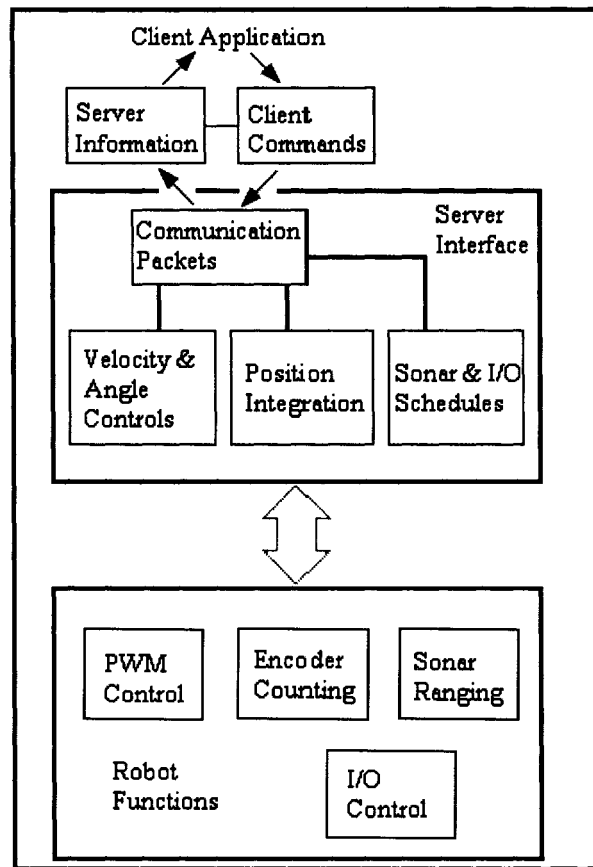 Client Application
Server
Information
Client
Commands
Server
Interface
Communication
Packets
Velocity &
Angle
Controls
Position
Integration
Sonar & I/O
Schedules
PWM
Control
Encoder
Counting
Sonar
Ranging
Robot
Functions
I/O
Control